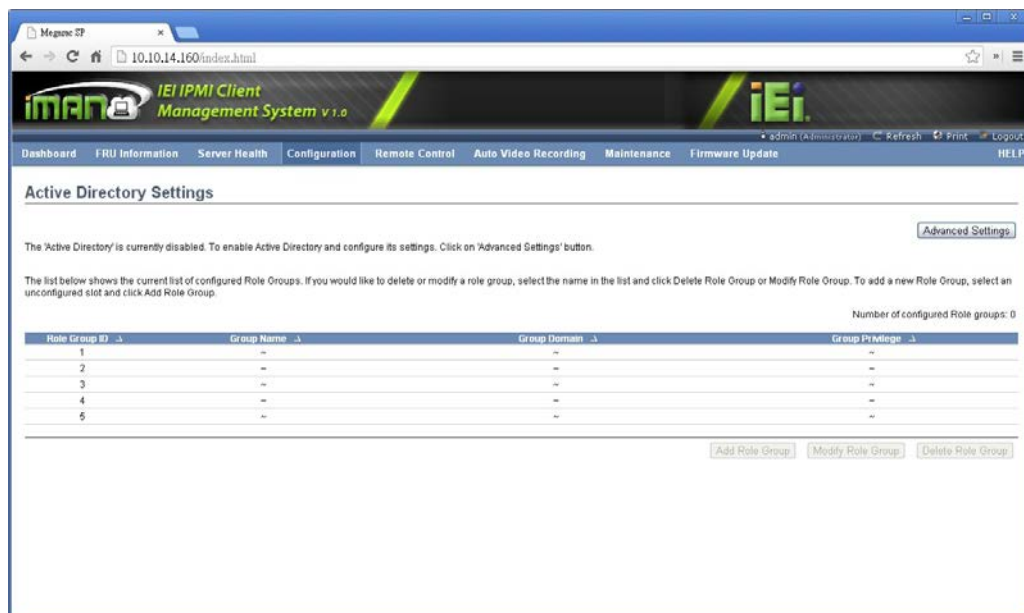 Megarac SP
10.10.14.160/index.html
iMAN
IEI IPMI Client
Management System v 1.0
iEi
admin (Administrator) Refresh Print Logout
Dashboard FRU Information Server Health Configuration Remote Control Auto Video Recording Maintenance Firmware Update HELP
Active Directory Settings
Advanced Settings
The 'Active Directory' is currently disabled. To enable Active Directory and configure its settings. Click on 'Advanced Settings' button.
The list below shows the current list of configured Role Groups. If you would like to delete or modify a role group, select the name in the list and click Delete Role Group or Modify Role Group. To add a new Role Group, select an
unconfigured slot and click Add Role Group.
Number of configured Role groups: 0
Role Group ID Group Name Group Domain Group Privilege
1 ~ ~ ~
2 ~ ~ ~
3 ~ ~ ~
4 ~ ~ ~
5 ~ ~ ~
Add Role Group Modify Role Group Delete Role Group